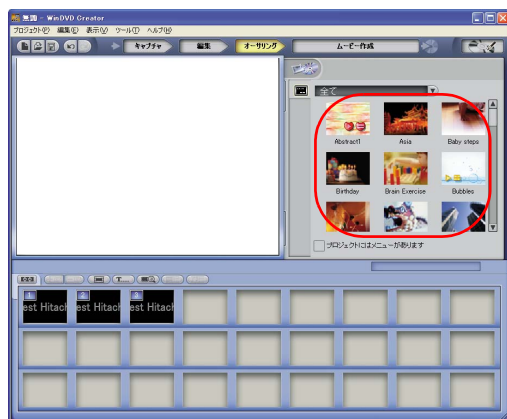 無題 - WinDVD Creator
プロジェクト(P) 編集(E) 表示(V) ツール(T) ヘルプ(H)
キャプチャ 編集 オーサリング ムービー作成
全て
Abstract1 Asia Baby steps
Birthday Brain Exercise Bubbles
プロジェクトにはメニューがあります
1 2 3
est Hitach est Hitach est Hitach